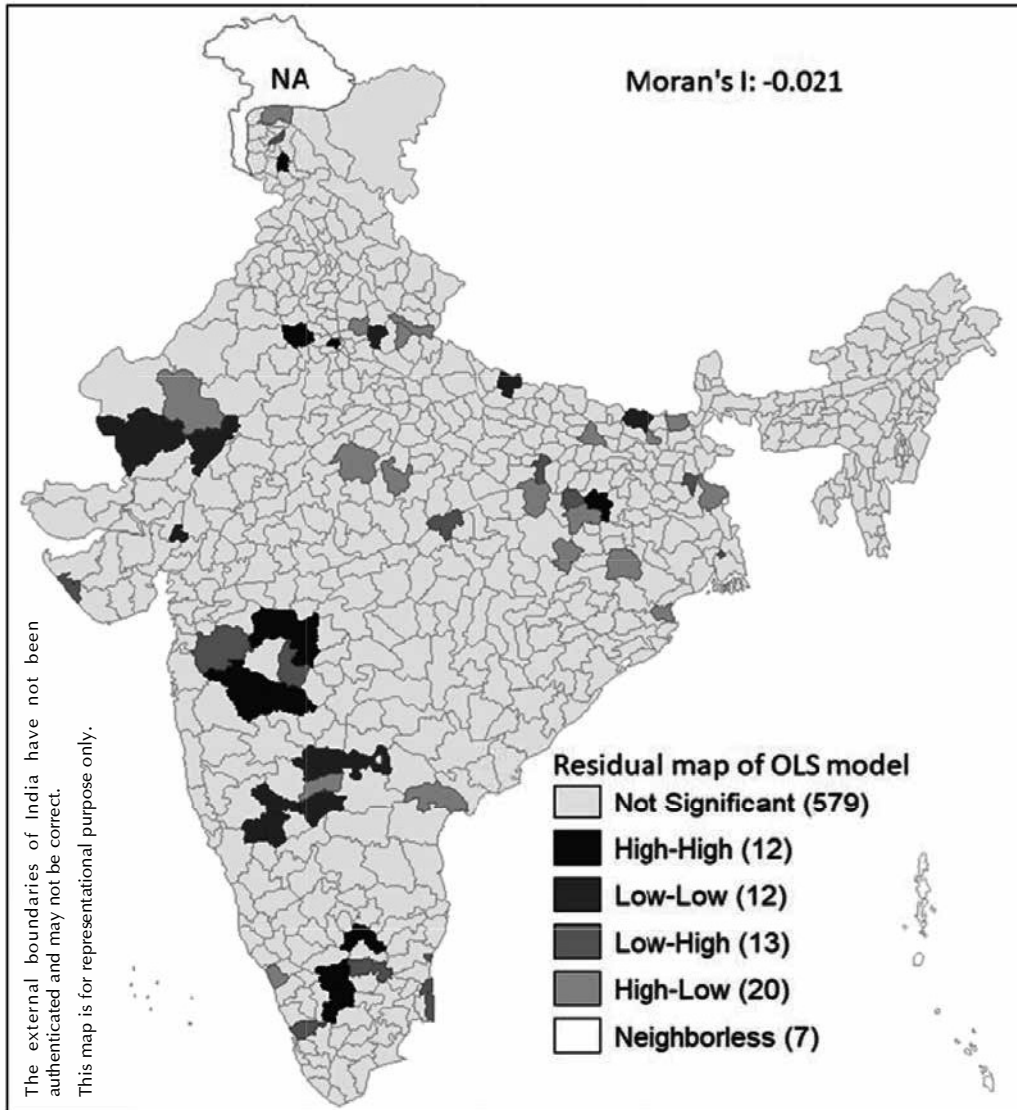 NA
Moran's I: -0.021
The external boundaries of India have not been
authenticated and may not be correct.
This map is for representational purpose only.
Residual map of OLS model
Not Significant (579)
High-High (12)
Low-Low (12)
Low-High (13)
High-Low (20)
Neighborless (7)